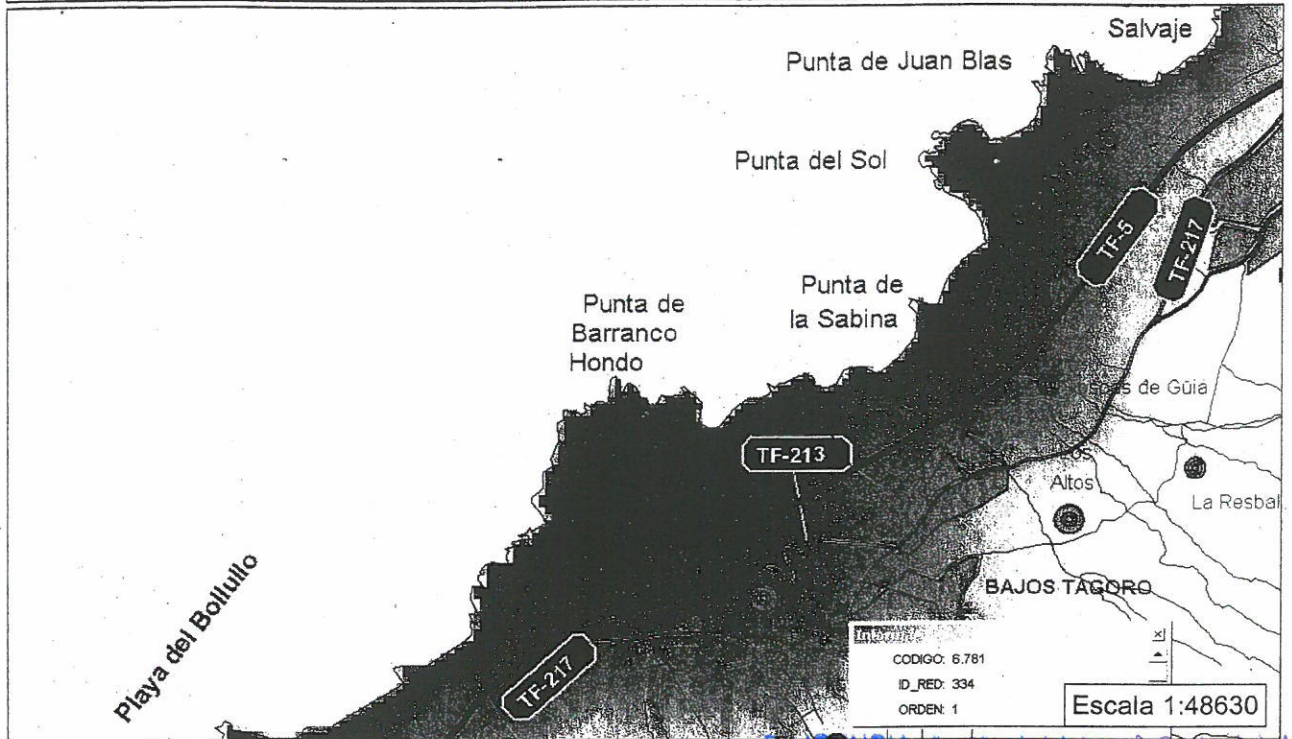 Salvaje
Punta de Juan Blas
Punta del Sol
TF-5
TF-217
Punta de
la Sabina
Punta de
Barranco
Hondo
de Güia
TF-213
Altos
La Resbal
Playa del Bollullo
BAJOS TAGORO
TF-217
CODIGO: 6.781
ID_RED: 334
ORDEN: 1
Escala 1:48630